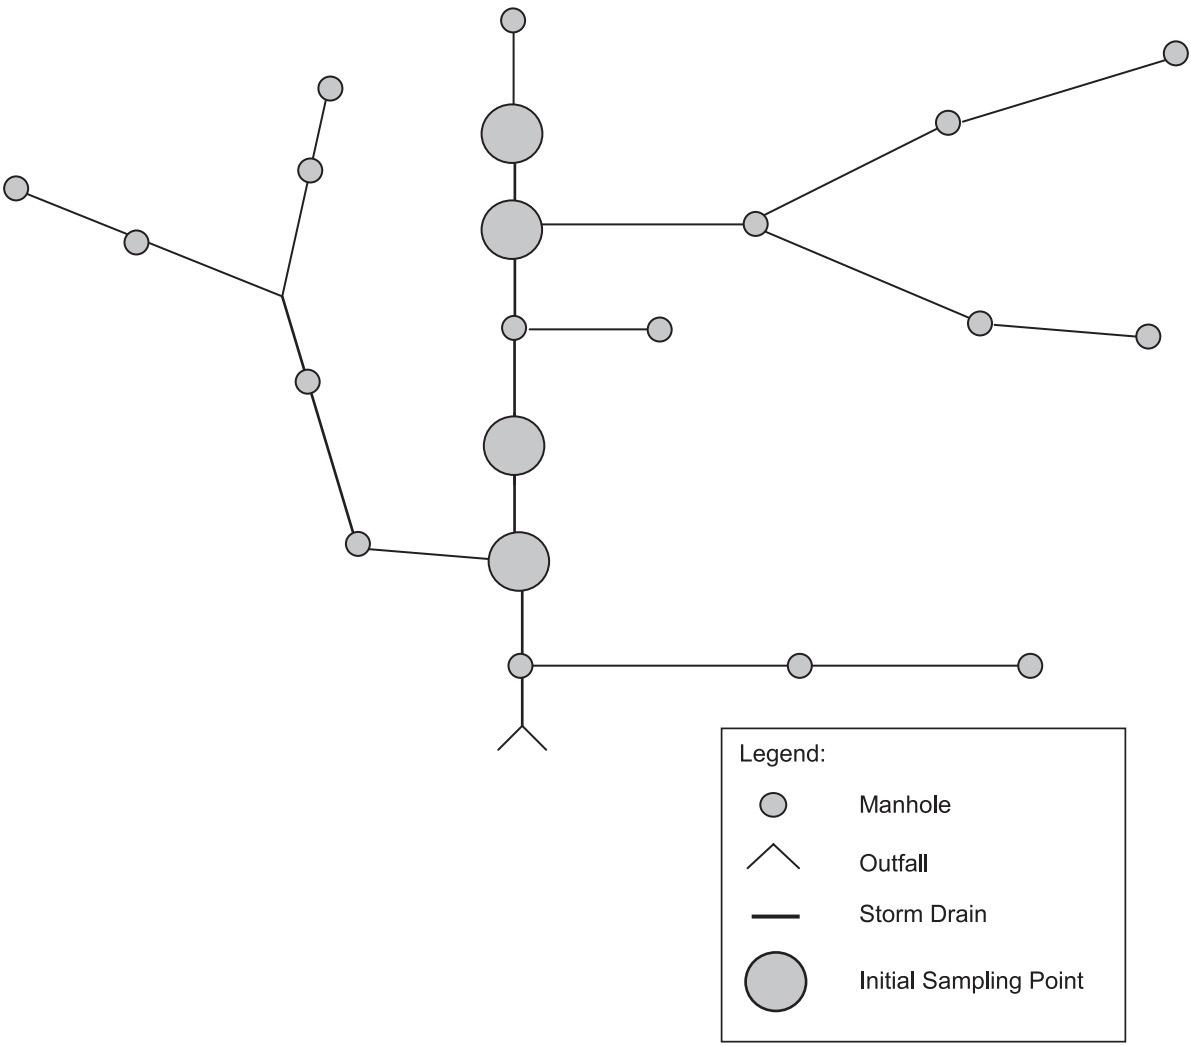 Legend:
Manhole
Outfall
Storm Drain
Initial Sampling Point